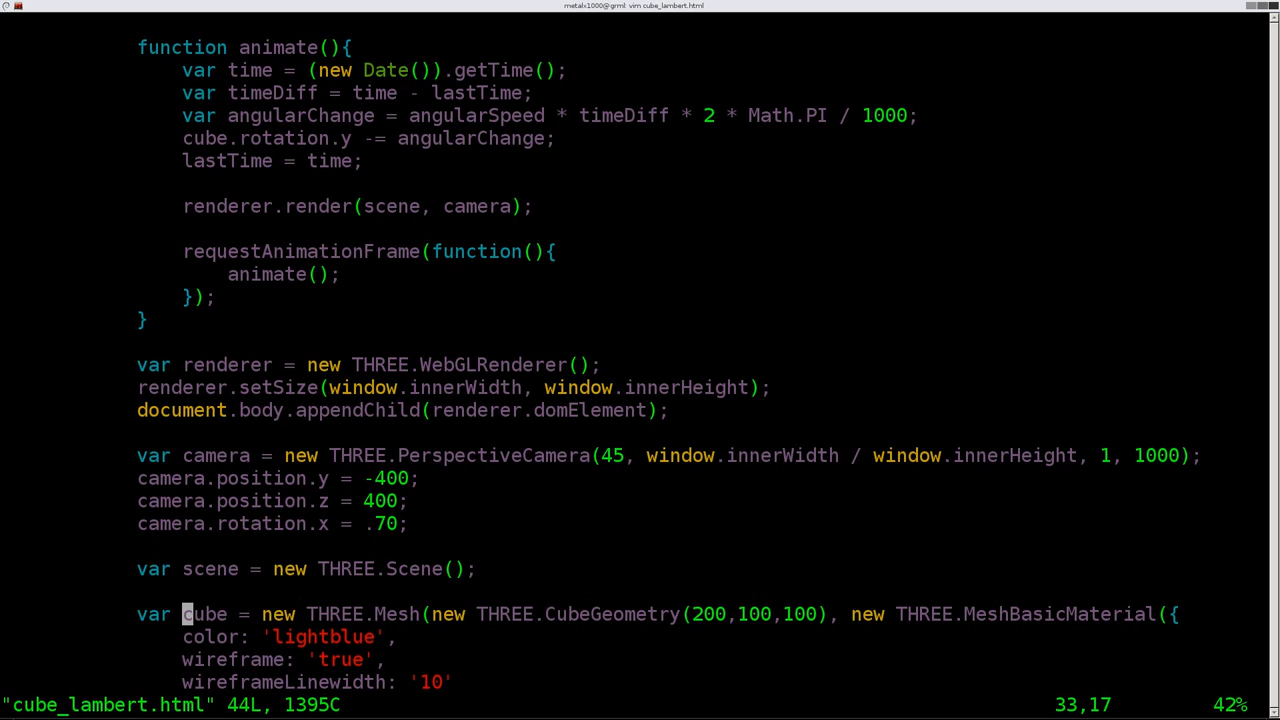 metalx1000@grml: vim cube_lambert.html
function animate(){
var time = (new Date()).getTime();
var timeDiff = time - lastTime;
var angularChange = angularSpeed * timeDiff * 2 * Math.PI / 1000;
cube.rotation.y -= angularChange;
lastTime = time;
renderer.render(scene, camera);
requestAnimationFrame(function(){
animate();
});
}
var renderer = new THREE.WebGLRenderer();
renderer.setSize(window.innerWidth, window.innerHeight);
document.body.appendChild(renderer.domElement);
var camera = new THREE.PerspectiveCamera(45, window.innerWidth / window.innerHeight, 1, 1000);
camera.position.y = -400;
camera.position.z = 400;
camera.rotation.x = .70;
var scene = new THREE.Scene();
var cube = new THREE.Mesh(new THREE.CubeGeometry(200,100,100), new THREE.MeshBasicMaterial({
color: 'lightblue',
wireframe: 'true',
wireframeLinewidth: '10'
"cube_lambert.html" 44L, 1395C 33,17 42%